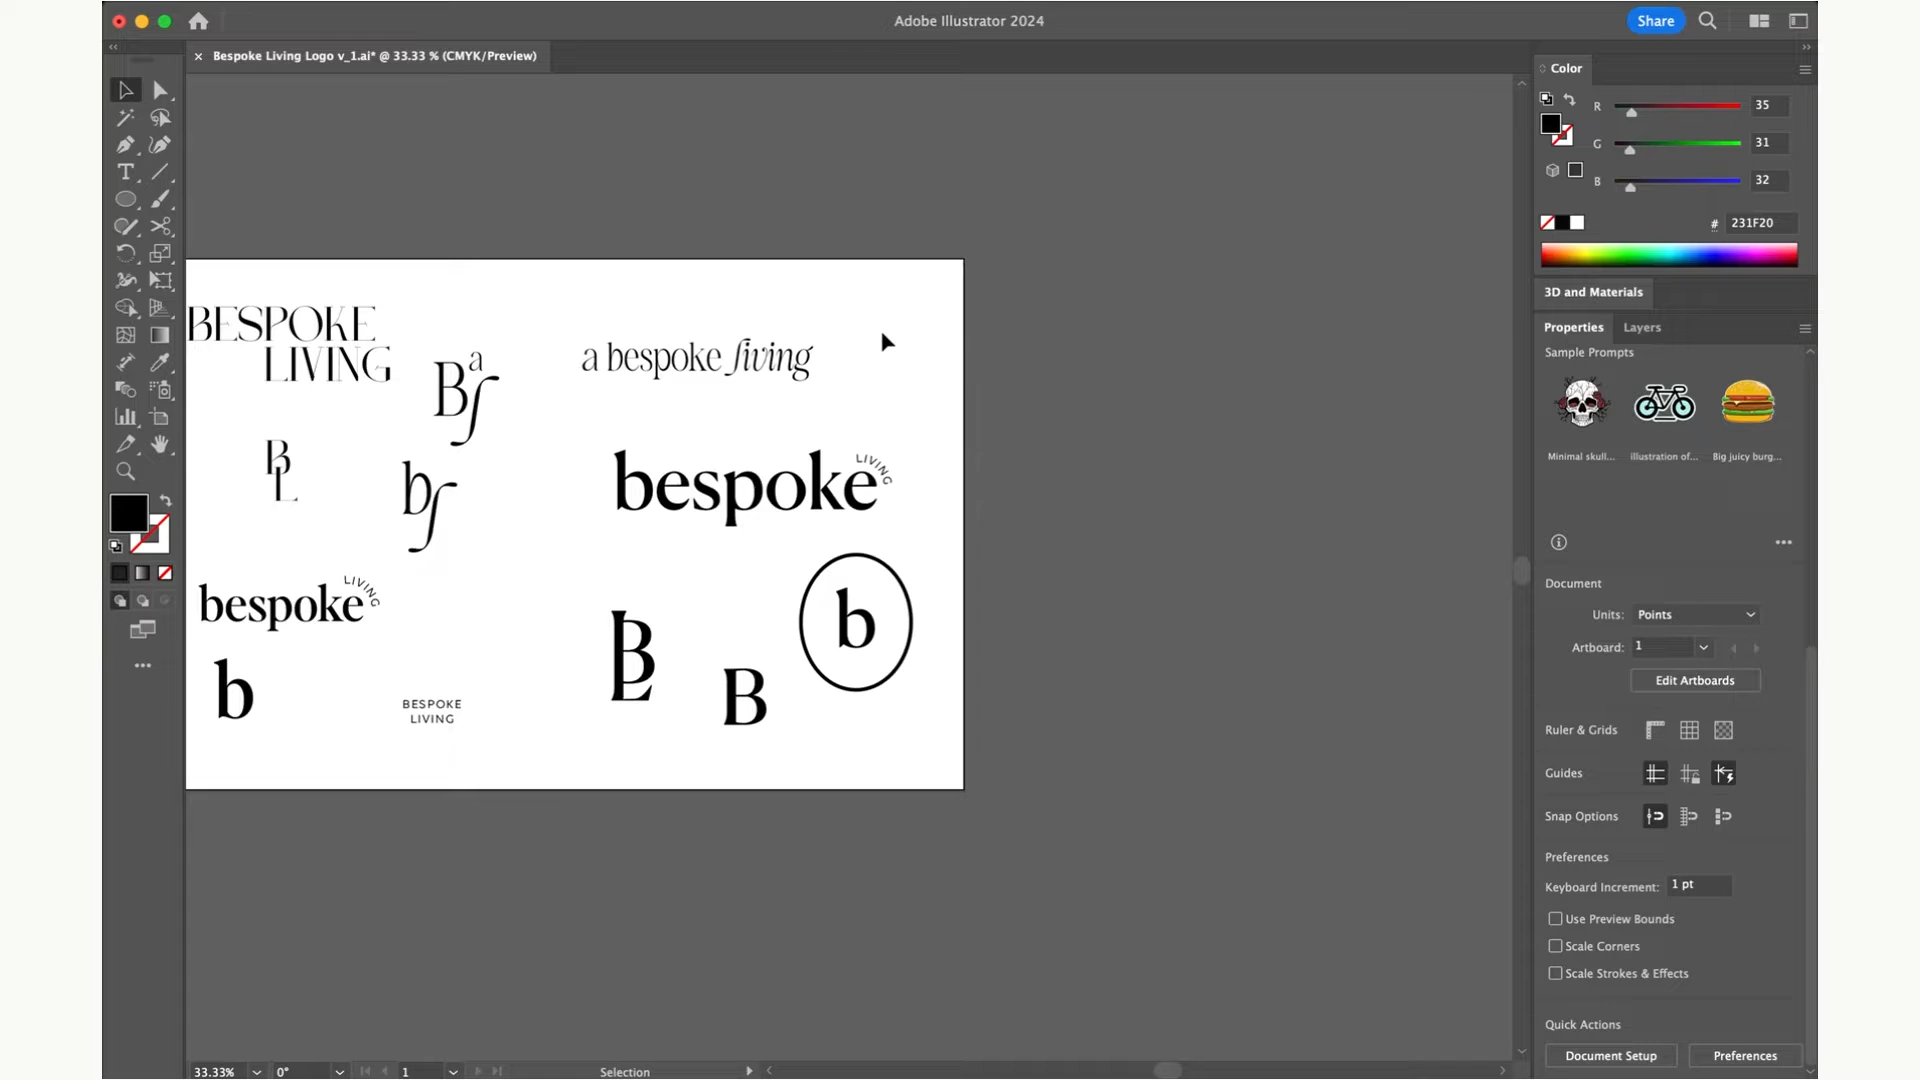 Adobe Illustrator 2024
Share
Bespoke Living Logo v_1.ai* @ 33.33 % (CMYK/Preview)
Color
R 35
G 31
B 32
# 231F20
3D and Materials
Properties Layers
Sample Prompts
Minimal skull... illustration of... Big juicy burg...
Document
Units: Points
Artboard: 1
Edit Artboards
Ruler & Grids
Guides
Snap Options
Preferences
Keyboard Increment: 1 pt
Use Preview Bounds
Scale Corners
Scale Strokes & Effects
Quick Actions
Document Setup Preferences
BESPOKE
LIVING
B a l
a bespoke living
B L
b l
bespoke LIVING
bespoke LIVING
b
BESPOKE
LIVING
B L
B
b
33.33% 0° 1 Selection